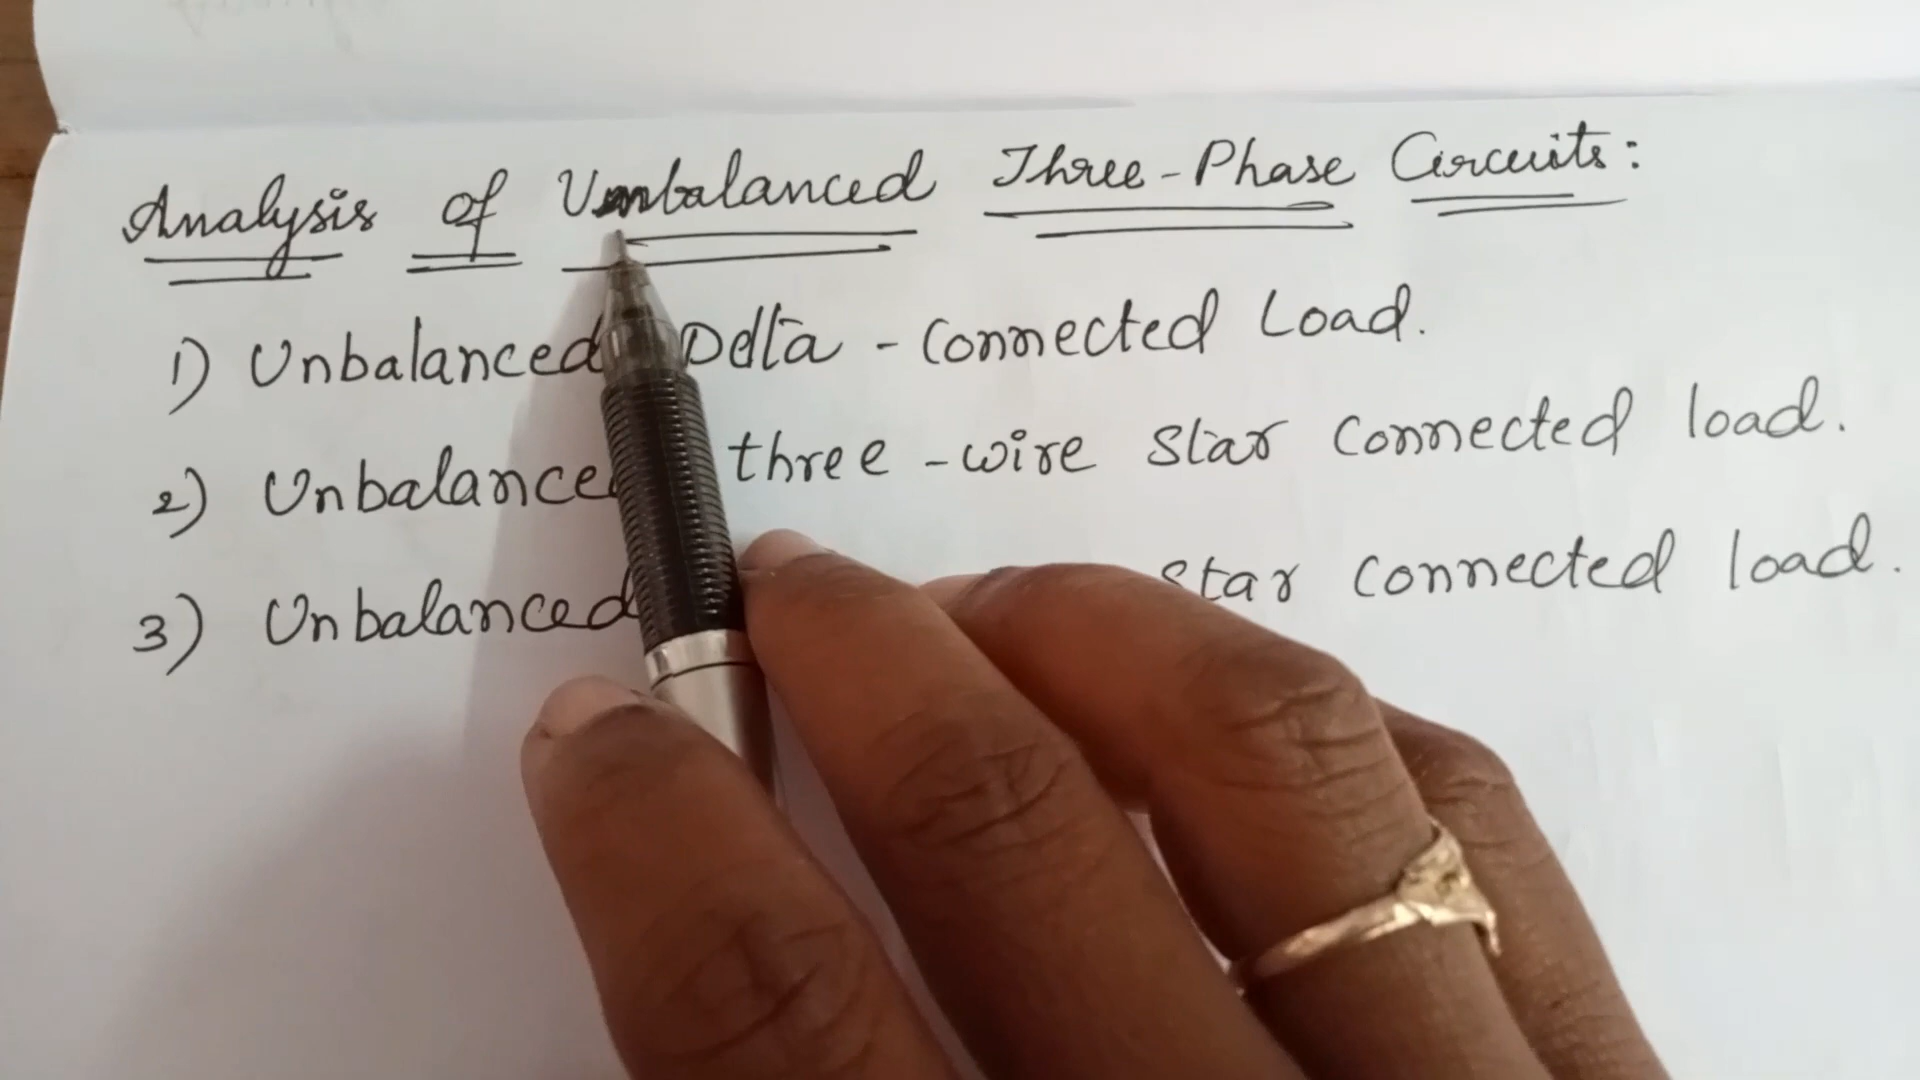 Analysis of Unbalanced Three-Phase Circuits:
1) Unbalanced Delta - Connected Load.
2) Unbalanced three - wire Star Connected load.
3) Unbalanced Star Connected load.